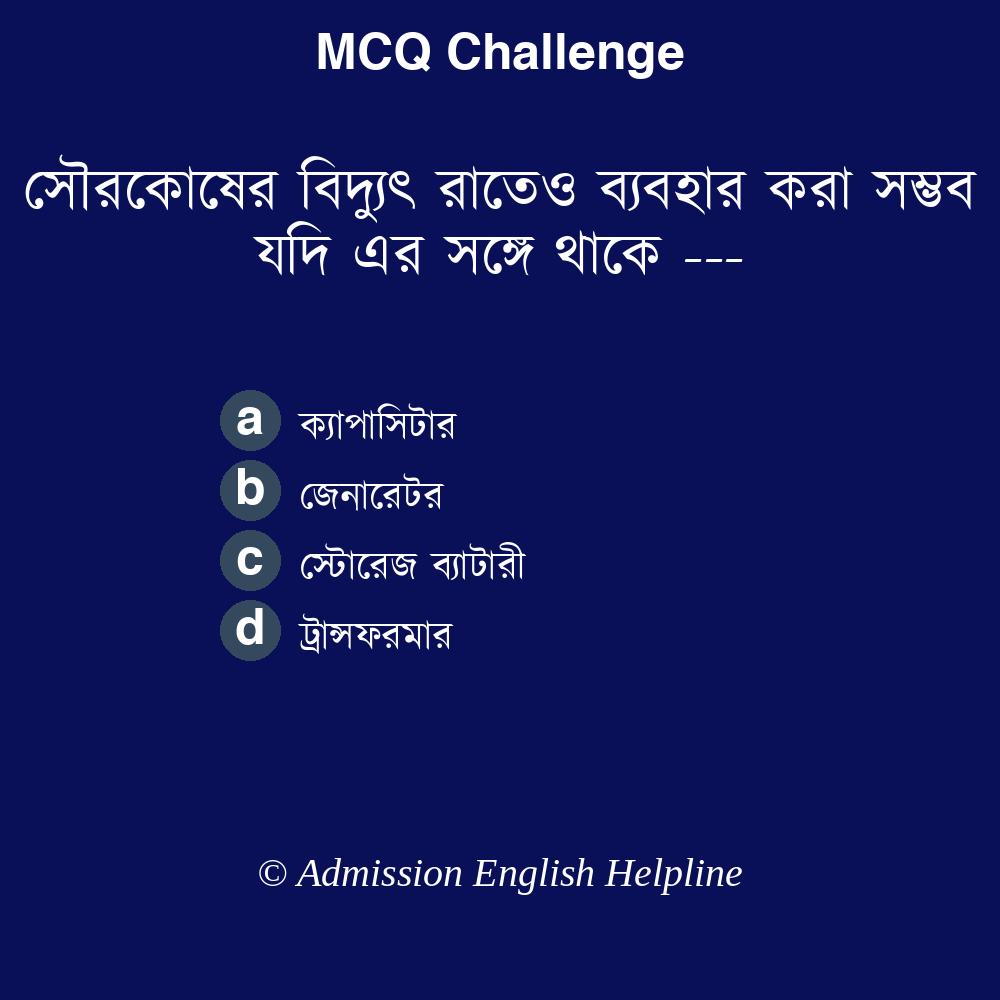 MCQ Challenge
সৌরকোষের বিদ্যুৎ রাতেও ব্যবহার করা সম্ভব
যদি এর সঙ্গে থাকে ---
a ক্যাপাসিটার
b জেনারেটর
c স্টোরেজ ব্যাটারী
d ট্রান্সফরমার
© Admission English Helpline